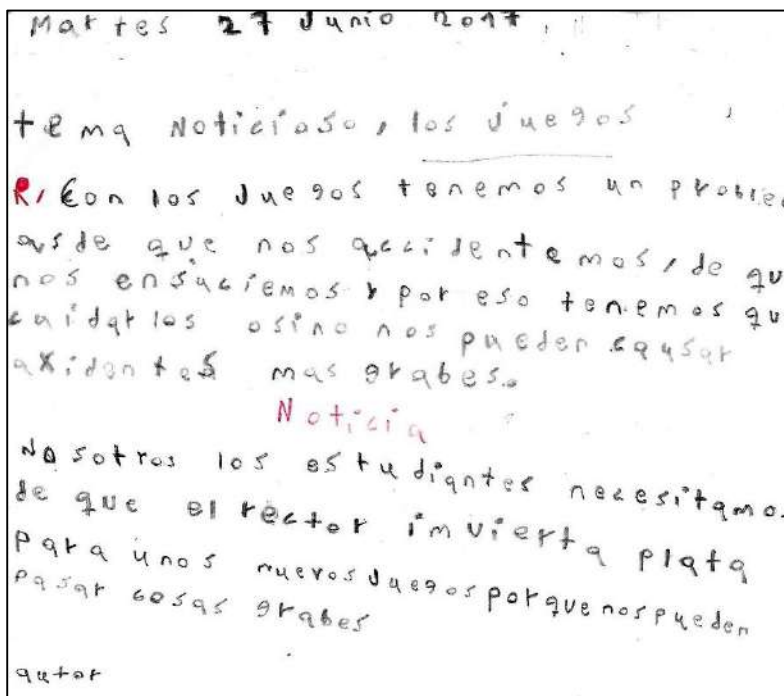 Martes 27 Junio 2017
tema Noticioso, los Juegos
R/ Con los Juegos tenemos un
de que nos accidentemos, de qu
nos ensuciemos y por eso tenemos qu
cuidarlos osino nos pueden causar
axidentes mas grabes.
Noticia
Nosotros los estudiantes necesitamo
de que el rector imvierta plata
para unos nuevos Juegos porque nos pueden
pasar cosas grabes
autor